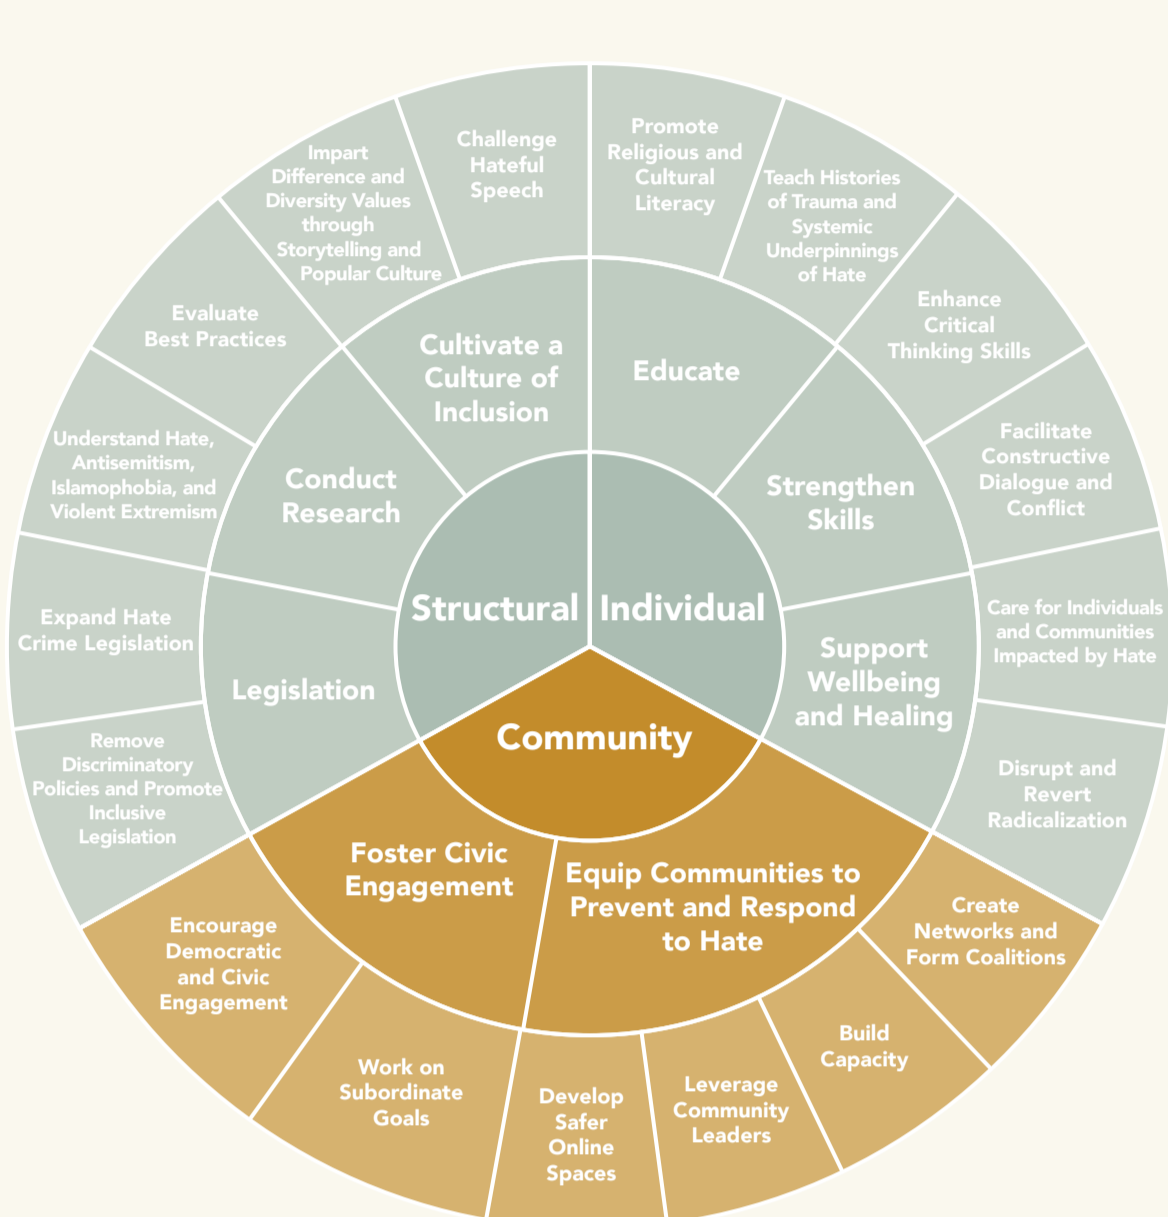 Structural
Individual
Community
Cultivate a
Culture of
Inclusion
Educate
Strengthen
Skills
Support
Wellbeing
and Healing
Equip Communities to
Prevent and Respond
to Hate
Foster Civic
Engagement
Legislation
Conduct
Research
Challenge
Hateful
Speech
Promote
Religious and
Cultural
Literacy
Teach Histories
of Trauma and
Systemic
Underpinnings
of Hate
Enhance
Critical
Thinking Skills
Facilitate
Constructive
Dialogue and
Conflict
Care for Individuals
and Communities
Impacted by Hate
Disrupt and
Revert
Radicalization
Create
Networks and
Form Coalitions
Build
Capacity
Leverage
Community
Leaders
Develop
Safer
Online
Spaces
Work on
Subordinate
Goals
Encourage
Democratic
and Civic
Engagement
Remove
Discriminatory
Policies and Promote
Inclusive
Legislation
Expand Hate
Crime Legislation
Understand Hate,
Antisemitism,
Islamophobia, and
Violent Extremism
Evaluate
Best Practices
Impart
Difference and
Diversity Values
through
Storytelling and
Popular Culture